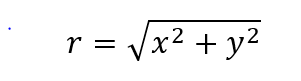 r = √(x² + y²)